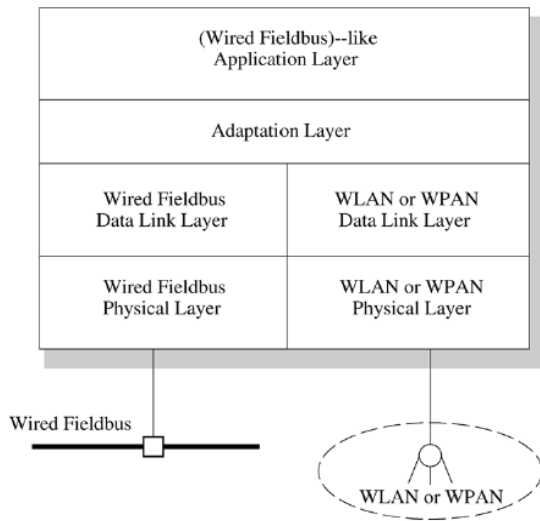 (Wired Fieldbus)--like
Application Layer
Adaptation Layer
Wired Fieldbus
Data Link Layer
WLAN or WPAN
Data Link Layer
Wired Fieldbus
Physical Layer
WLAN or WPAN
Physical Layer
Wired Fieldbus
WLAN or WPAN